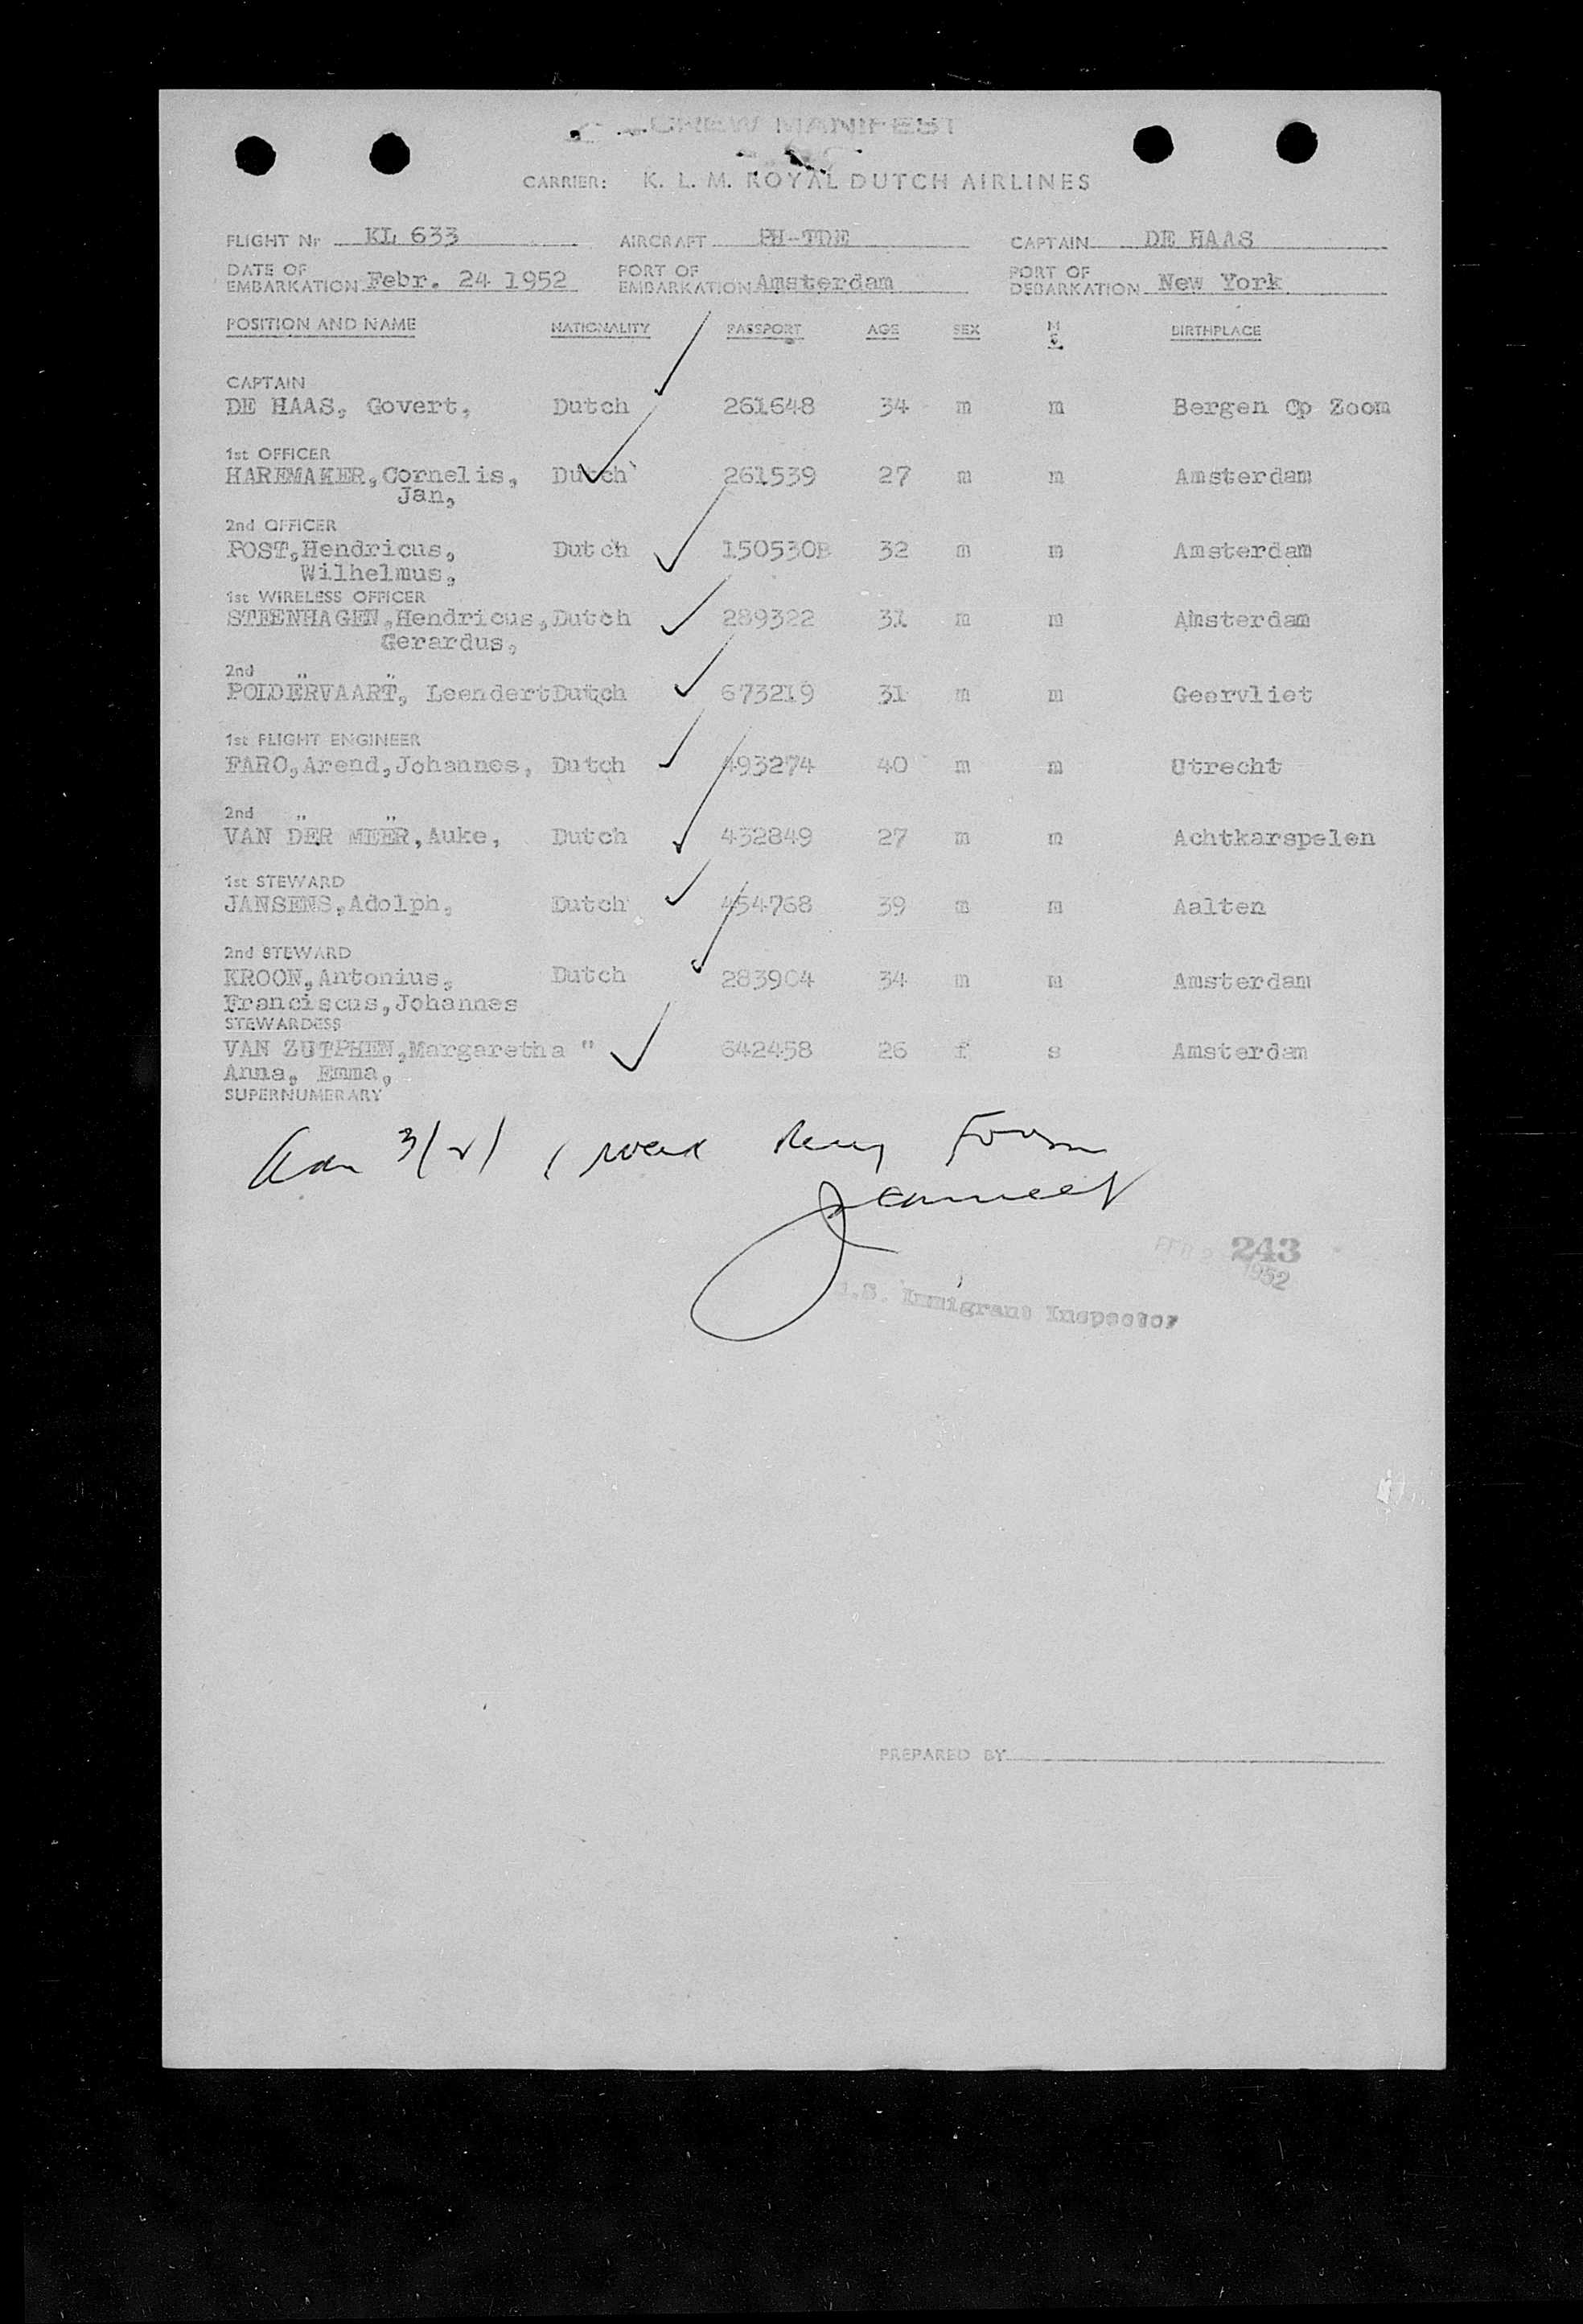 CREW MANIFEST
CARRIER: K. L. M. ROYAL DUTCH AIRLINES
FLIGHT Nr KL 633 AIRCRAFT PH-TDE CAPTAIN DE HAAS
DATE OF EMBARKATION Febr. 24 1952 PORT OF EMBARKATION Amsterdam PORT OF DEBARKATION New York
POSITION AND NAME NATIONALITY PASSPORT AGE SEX M S BIRTHPLACE
CAPTAIN
DE HAAS, Govert, Dutch 261648 34 m m Bergen Op Zoom
1st OFFICER
HAREMAKER,Cornelis, Dutch 261539 27 m m Amsterdam
Jan,
2nd OFFICER
POST,Hendricus, Dutch 150530B 32 m m Amsterdam
Wilhelmus,
1st WIRELESS OFFICER
STEENHAGEN,Hendricus,Dutch 289322 31 m m Amsterdam
Gerardus,
2nd " "
POLDERVAART, Leendert Dutch 673219 31 m m Geervliet
1st FLIGHT ENGINEER
FARO,Arend,Johannes, Dutch 493274 40 m m Utrecht
2nd " "
VAN DER MEER,Auke, Dutch 432849 27 m m Achtkarspelen
1st STEWARD
JANSENS,Adolph, Dutch 454768 39 m m Aalten
2nd STEWARD
KROON,Antonius, Dutch 283904 34 m m Amsterdam
Franciscus,Johannes
STEWARDESS
VAN ZUTPHEN,Margaretha " 642458 26 f s Amsterdam
Anna, Emma,
SUPERNUMERARY
243
1952
U.S. Immigrant Inspector
PREPARED BY